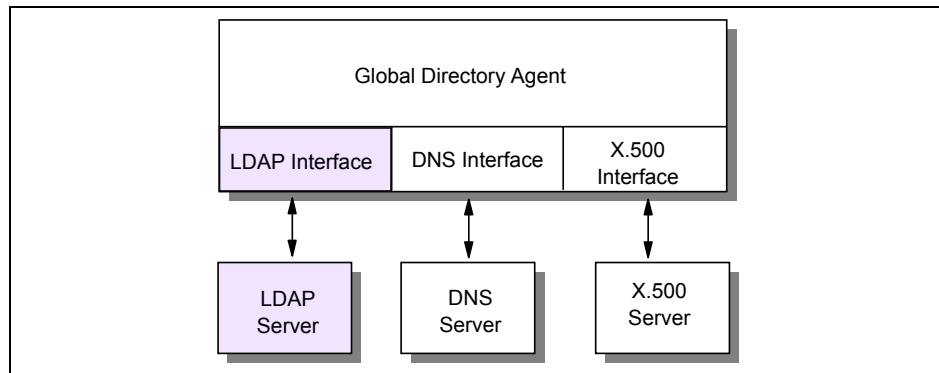 Global Directory Agent
LDAP Interface
DNS Interface
X.500
Interface
LDAP
Server
DNS
Server
X.500
Server